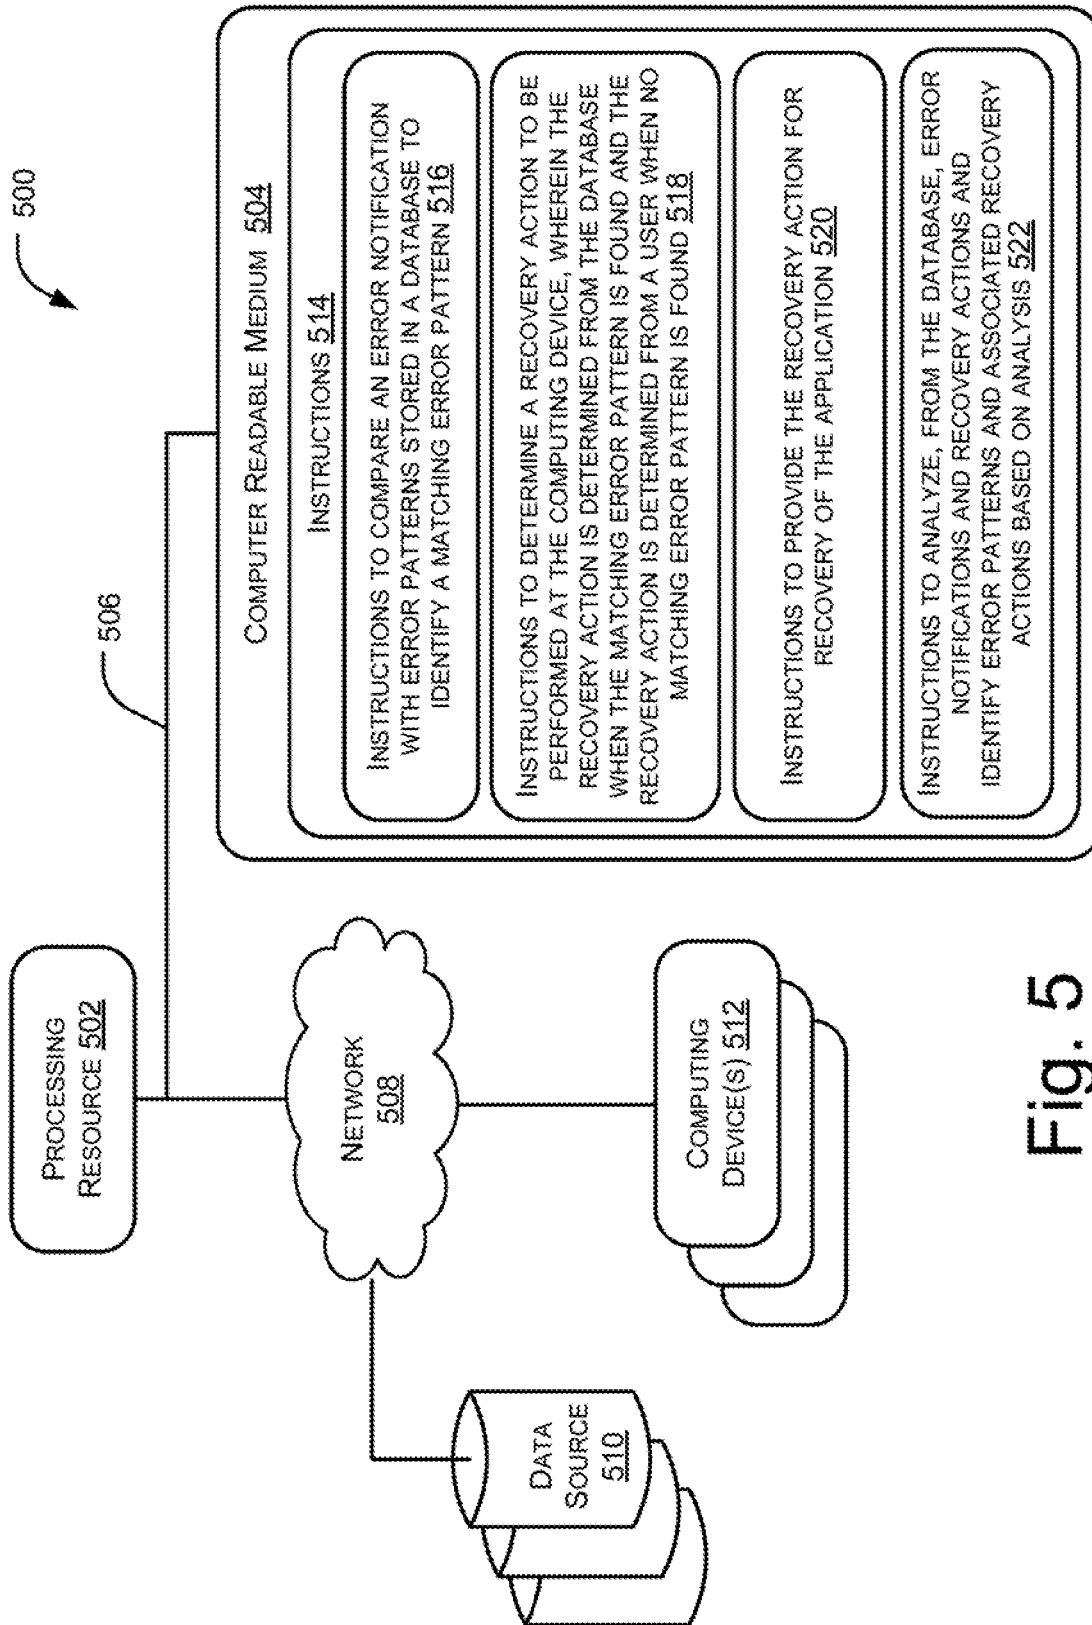 500
PROCESSING
RESOURCE 502
506
COMPUTER READABLE MEDIUM 504
INSTRUCTIONS 514
INSTRUCTIONS TO COMPARE AN ERROR NOTIFICATION
WITH ERROR PATTERNS STORED IN A DATABASE TO
IDENTIFY A MATCHING ERROR PATTERN 516
INSTRUCTIONS TO DETERMINE A RECOVERY ACTION TO BE
PERFORMED AT THE COMPUTING DEVICE, WHEREIN THE
RECOVERY ACTION IS DETERMINED FROM THE DATABASE
WHEN THE MATCHING ERROR PATTERN IS FOUND AND THE
RECOVERY ACTION IS DETERMINED FROM A USER WHEN NO
MATCHING ERROR PATTERN IS FOUND 518
INSTRUCTIONS TO PROVIDE THE RECOVERY ACTION FOR
RECOVERY OF THE APPLICATION 520
INSTRUCTIONS TO ANALYZE, FROM THE DATABASE, ERROR
NOTIFICATIONS AND RECOVERY ACTIONS AND
IDENTIFY ERROR PATTERNS AND ASSOCIATED RECOVERY
ACTIONS BASED ON ANALYSIS 522
NETWORK
508
DATA
SOURCE
510
COMPUTING
DEVICE(S) 512
Fig. 5